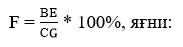 F = BE/CG * 100%, яғни: